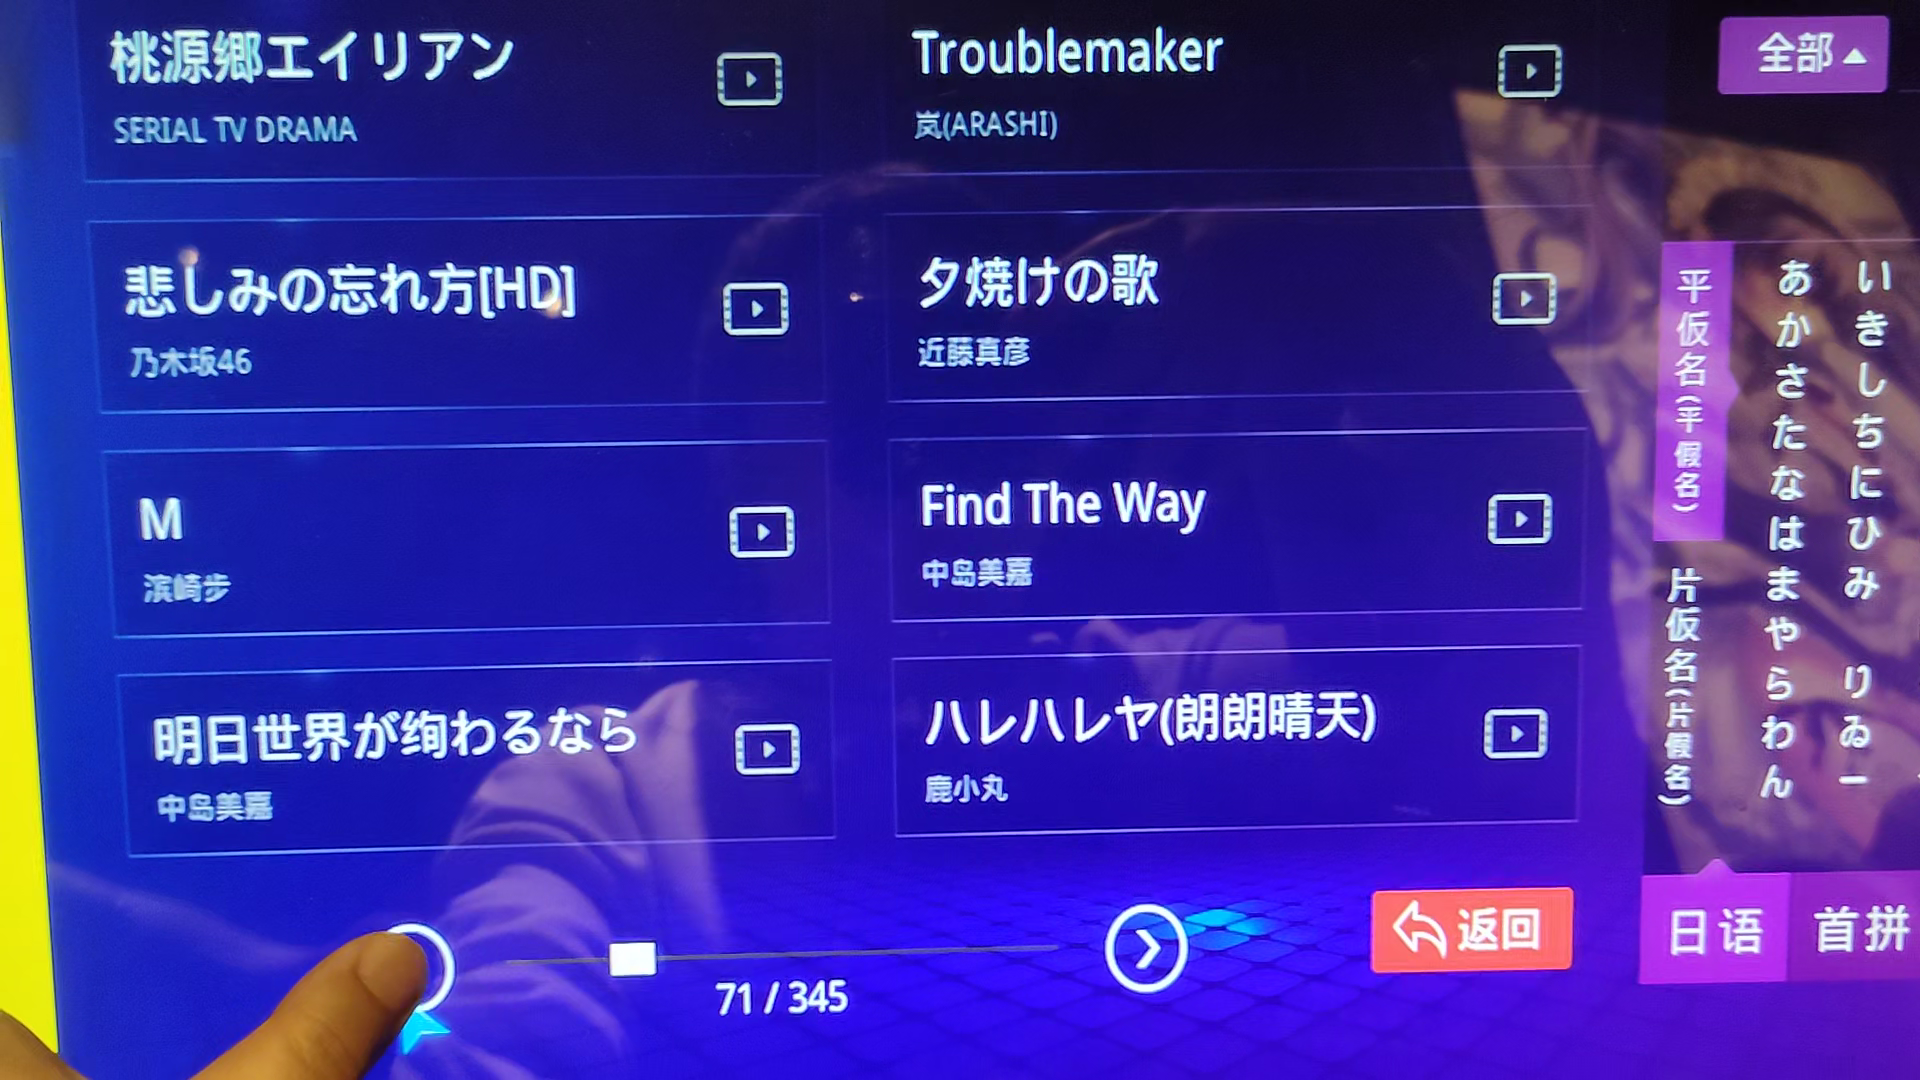 桃源郷エイリアン
SERIAL TV DRAMA
Troublemaker
岚(ARASHI)
悲しみの忘れ方[HD]
乃木坂46
夕焼けの歌
近藤真彦
M
滨崎步
Find The Way
中岛美嘉
明日世界が绚わるなら
中岛美嘉
ハレハレヤ(朗朗晴天)
鹿小丸
71 / 345
返回
全部
平仮名(平假名)
片仮名(片假名)
あかさたなはまやらわん
いきしちにひみ りゐー
日语
首拼